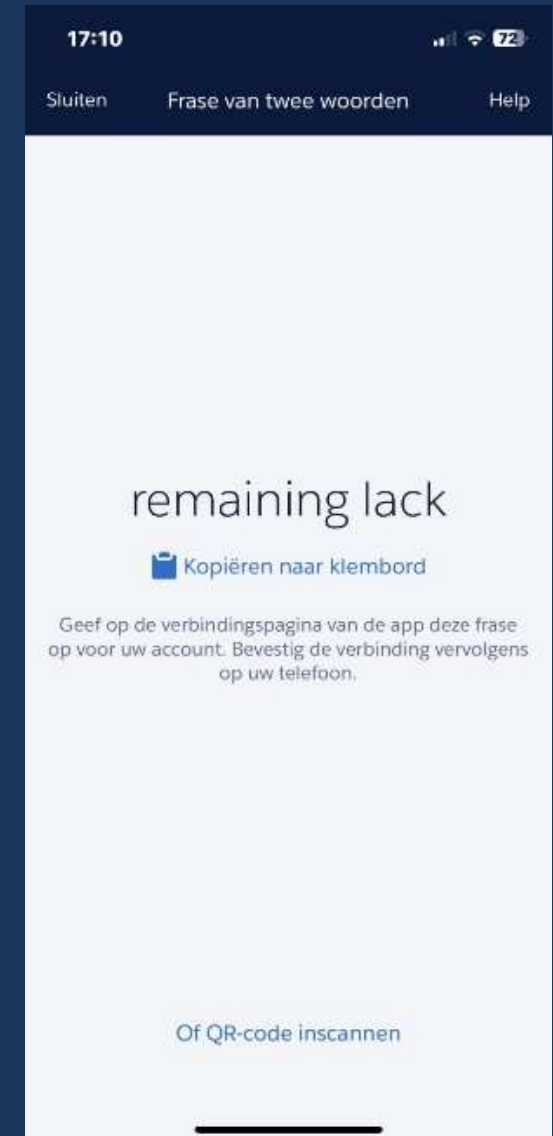 17:10
72
Sluiten
Frase van twee woorden
Help
remaining lack
Kopiëren naar klembord
Geef op de verbindingspagina van de app deze frase
op voor uw account. Bevestig de verbinding vervolgens
op uw telefoon.
Of QR-code inscannen